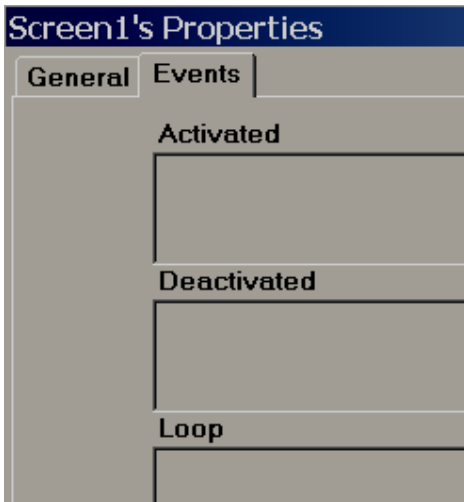 Screen1's Properties
General Events
Activated
Deactivated
Loop